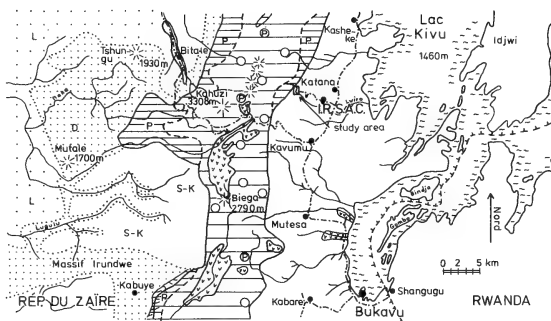 L
Tshun-
gu
1930m
Bitale
P
P
P
Kashe-
ke
Lac
Kivu
1460m
Idjwi
Kahuzi
3308m
Katana
I.R.S.A.C.
study area
D
P
Mutale
1700m
Kavumu
S-K
Biega
2790m
L
Mutesa
Nord
S-K
Massif Irundwe
P
0 2 5 km
Kabuye
P
Kabare
Shangugu
RÉP. DU ZAÏRE
Bukavu
RWANDA